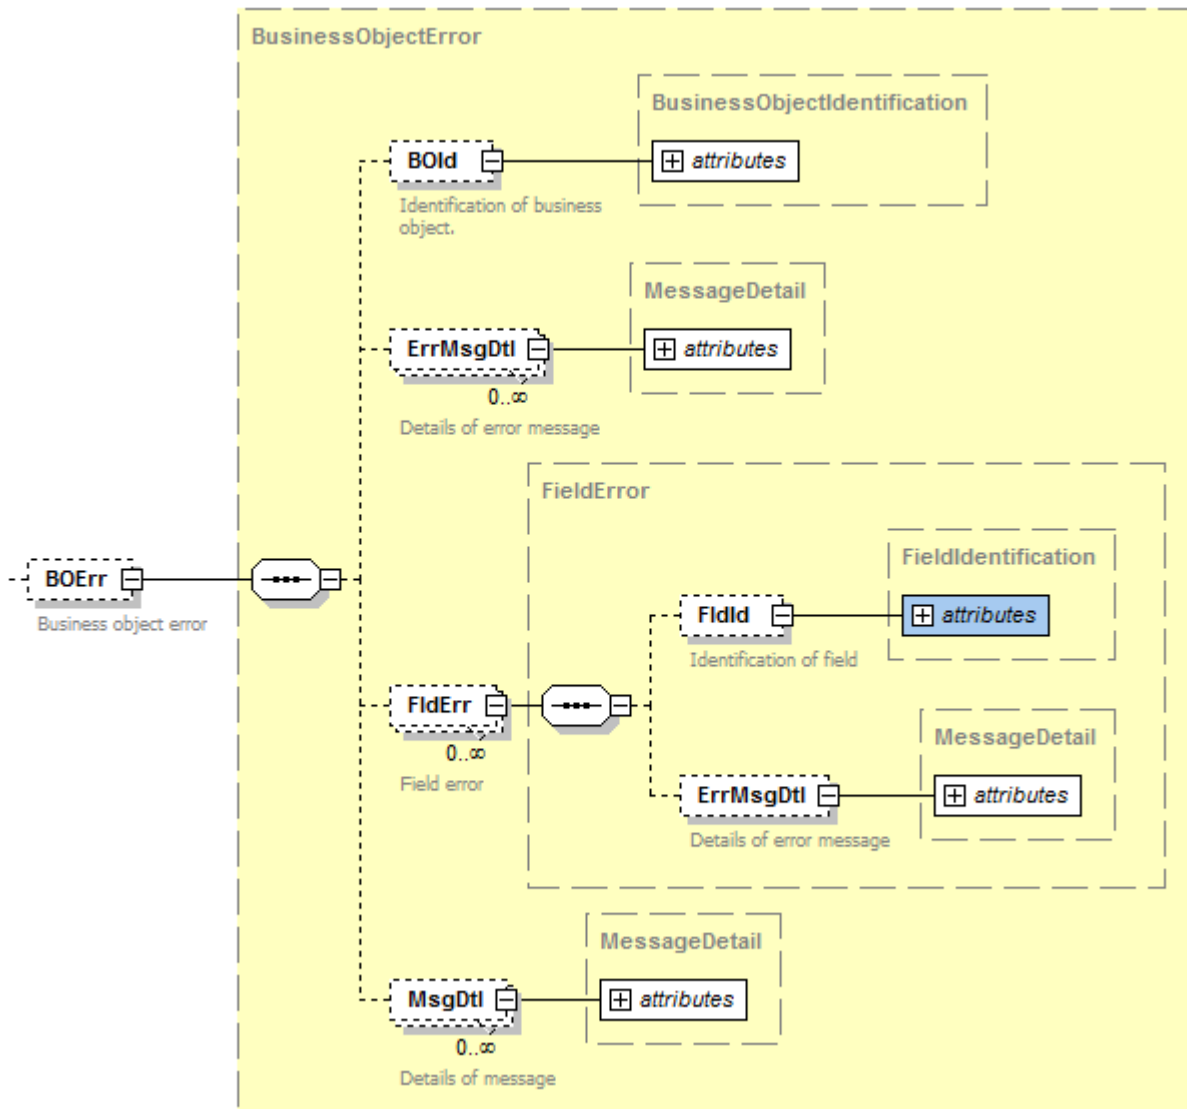 BusinessObjectError
BusinessObjectIdentification
BOId
attributes
Identification of business
object.
MessageDetail
ErrMsgDtl
attributes
0..∞
Details of error message
FieldError
FieldIdentification
BOErr
Business object error
FldId
attributes
Identification of field
FldErr
0..∞
Field error
MessageDetail
ErrMsgDtl
attributes
Details of error message
MessageDetail
MsgDtl
attributes
0..∞
Details of message